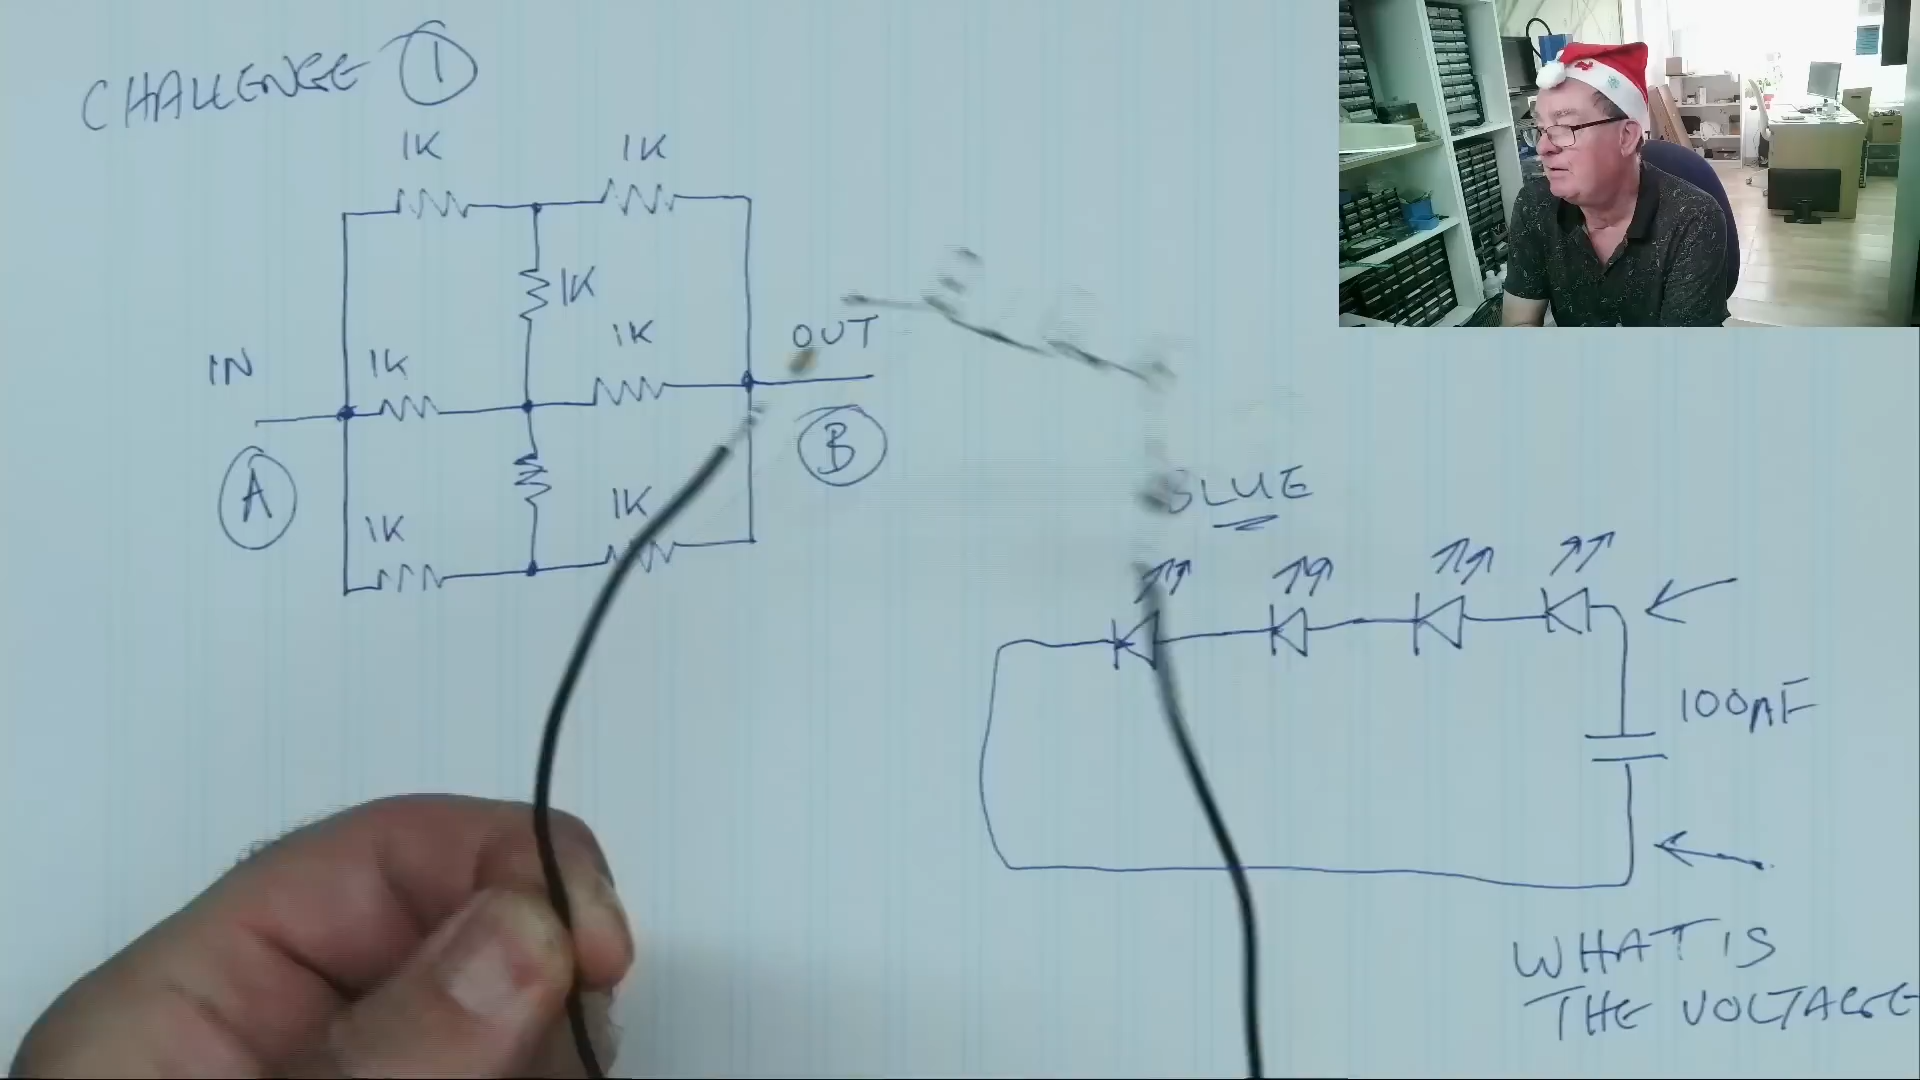 CHALLENGE 1
1K 1K
1K
1K
OUT
IN
1K
B
A
BLUE
1K
1K
100nF
WHAT IS
THE VOLTAGE